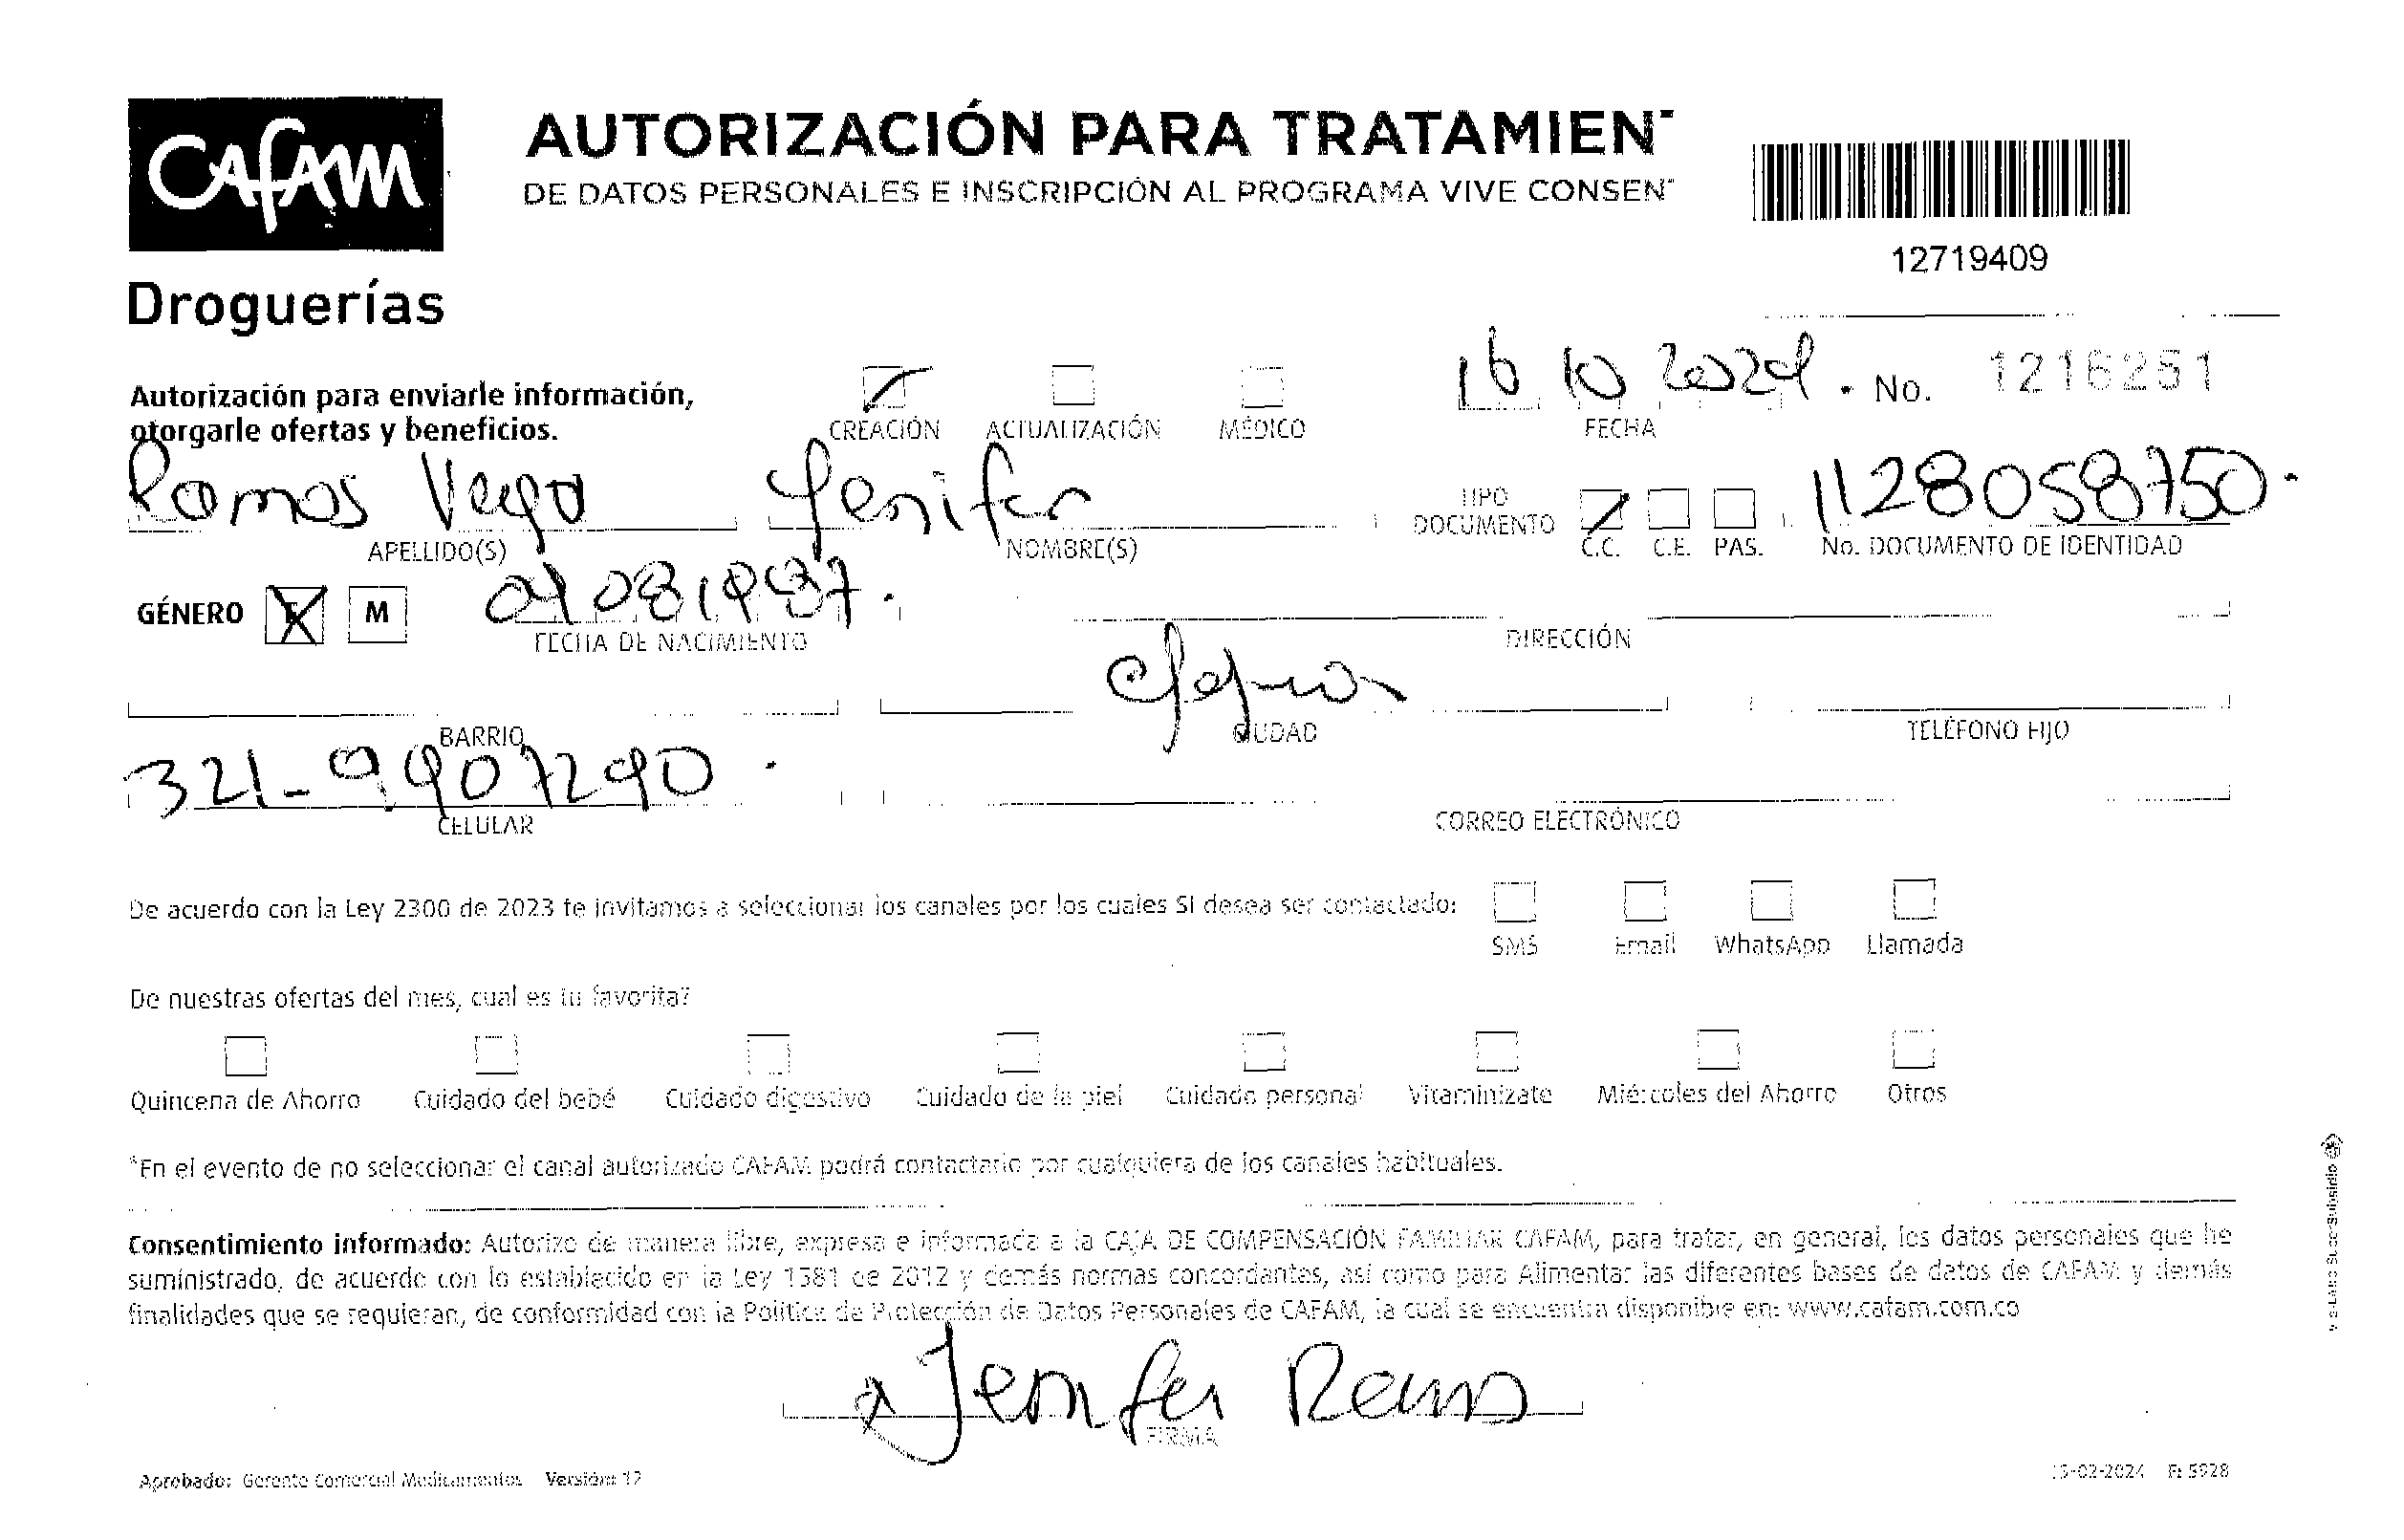 CAfAM
AUTORIZACIÓN PARA TRATAMIEN
DE DATOS PERSONALES E INSCRIPCIÓN AL PROGRAMA VIVE CONSEN
12719409
Droguerías
Autorización para enviarle información,
otorgarle ofertas y beneficios.
CREACIÓN ACTUALIZACIÓN MÉDICO
16 10 2024. No. 1216251
FECHA
Ramos Vega Yenifer
TIPO DOCUMENTO 1128058750.
APELLIDO(S) NOMBRE(S) C.C. C.E. PAS. No. DOCUMENTO DE IDENTIDAD
GÉNERO F M 04081987.
FECHA DE NACIMIENTO DIRECCIÓN
BARRIO CIUDAD TELÉFONO FIJO
321-9907290.
CELULAR CORREO ELECTRÓNICO
De acuerdo con la Ley 2300 de 2023 te invitamos a seleccionar los canales por los cuales SI desea ser contactado:
SMS Email WhatsApp Llamada
De nuestras ofertas del mes, cual es tu favorita?
Quincena de Ahorro Cuidado del bebé Cuidado digestivo Cuidado de la piel Cuidado personal Vitaminízate Miércoles del Ahorro Otros
*En el evento de no seleccionar el canal autorizado CAFAM podrá contactarlo por cualquiera de los canales habituales.
Consentimiento informado: Autorizo de manera libre, expresa e informada a la CAJA DE COMPENSACIÓN FAMILIAR CAFAM, para tratar, en general, los datos personales que he
suministrado, de acuerdo con lo establecido en la Ley 1581 de 2012 y demás normas concordantes, así como para Alimentar las diferentes bases de datos de CAFAM y demás
finalidades que se requieran, de conformidad con la Política de Protección de Datos Personales de CAFAM, la cual se encuentra disponible en: www.cafam.com.co
Jenifer Ramos
FIRMA
Aprobado: Gerente Comercial Medicamentos Versión: 12
15-02-2024 F: 5928